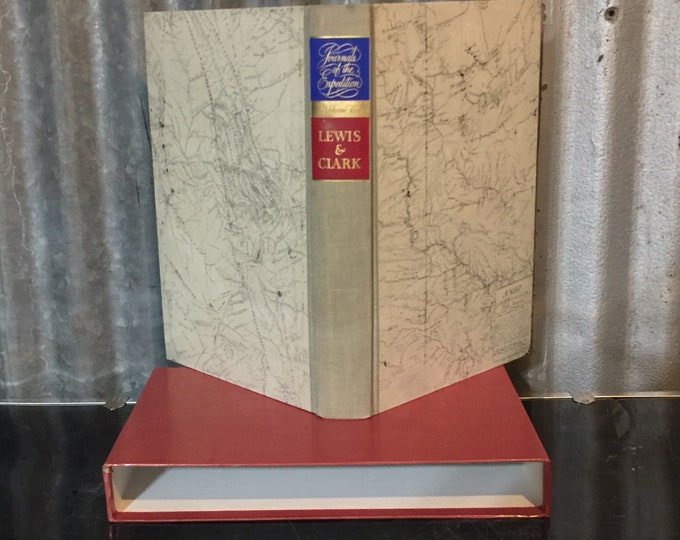 Journals
of the
Expedition
LEWIS
&
CLARK